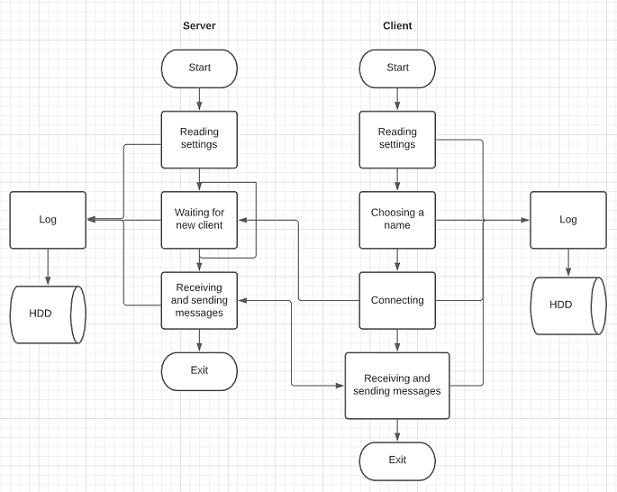 Server
Client
Start
Start
Reading
settings
Reading
settings
Log
Waiting for
new client
Choosing a
name
Log
HDD
Receiving
and sending
messages
Connecting
HDD
Exit
Receiving and
sending messages
Exit